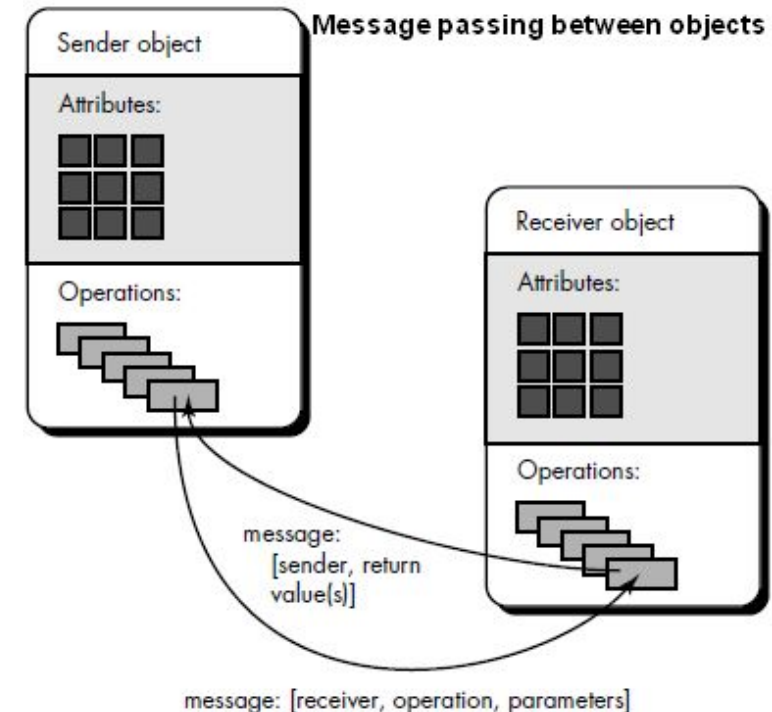 Message passing between objects
Sender object
Attributes:
Operations:
Receiver object
Attributes:
Operations:
message:
[sender, return
value(s)]
message: [receiver, operation, parameters]